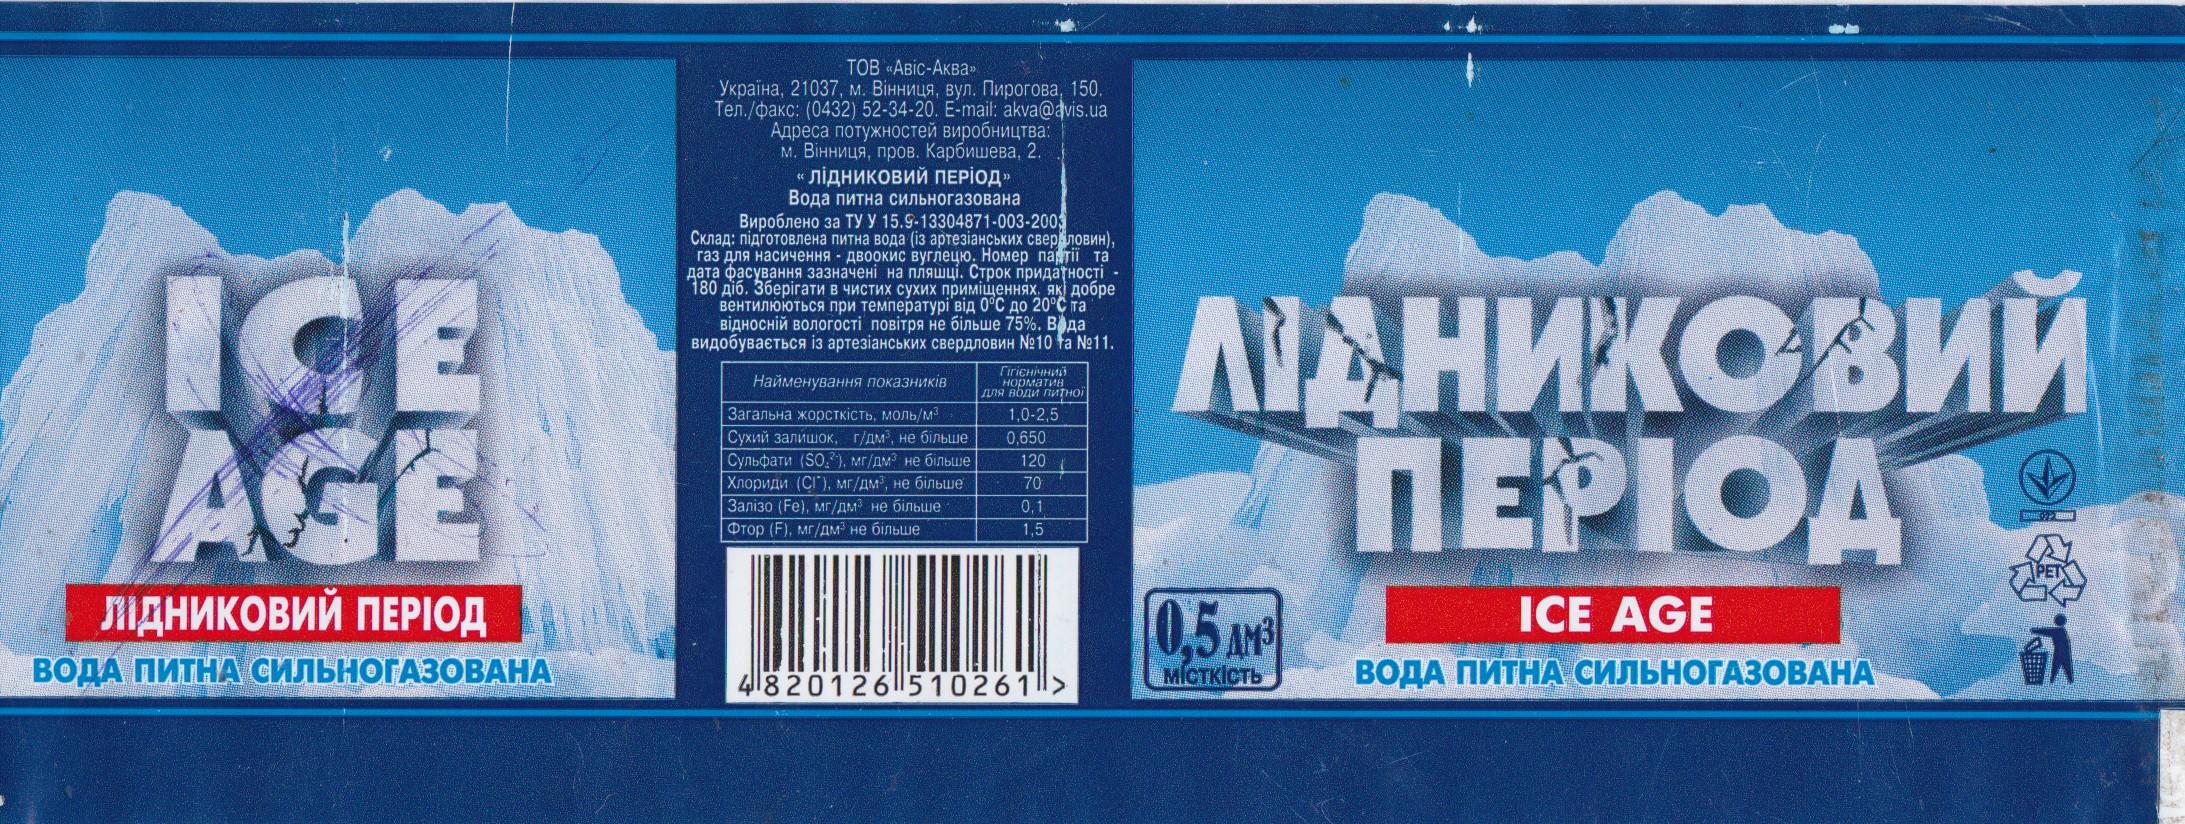 ICE
AGE
ЛІДНИКОВИЙ ПЕРІОД
ВОДА ПИТНА СИЛЬНОГАЗОВАНА
ТОВ «Авіс-Аква»
Україна, 21037, м. Вінниця, вул. Пирогова, 150.
Тел./факс: (0432) 52-34-20. E-mail: akva@avis.ua
Адреса потужностей виробництва:
м. Вінниця, пров. Карбишева, 2.
«ЛІДНИКОВИЙ ПЕРІОД»
Вода питна сильногазована
Вироблено за ТУ У 15.9-13304871-003-2003
Склад: підготовлена питна вода (із артезіанських свердловин),
газ для насичення - двоокис вуглецю. Номер партії та
дата фасування зазначені на пляшці. Строк придатності -
180 діб. Зберігати в чистих сухих приміщеннях. які добре
вентилюються при температурі від 0°С до 20°С та
відносній вологості повітря не більше 75%. Вода
видобувається із артезіанських свердловин №10 та №11.
Найменування показників Гігієнічний норматив для води питної
Загальна жорсткість, моль/м³ 1,0-2,5
Сухий залишок, г/дм³, не більше 0,650
Сульфати (SO₄²⁻), мг/дм³ не більше 120
Хлориди (Cl⁻), мг/дм³, не більше 70
Залізо (Fe), мг/дм³ не більше 0,1
Фтор (F), мг/дм³ не більше 1,5
4 820126 510261 >
ЛІДНИКОВИЙ
ПЕРІОД
ICE AGE
ВОДА ПИТНА СИЛЬНОГАЗОВАНА
0,5 дм³
місткість
022
PET